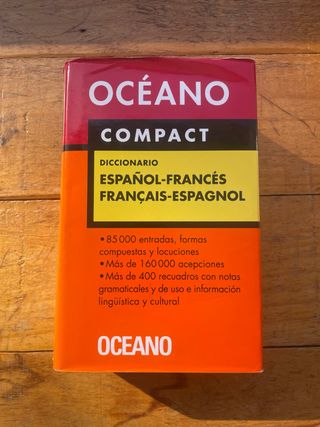 OCÉANO
COMPACT
DICCIONARIO
ESPAÑOL-FRANCÉS
FRANÇAIS-ESPAGNOL
• 85 000 entradas, formas
compuestas y locuciones
• Más de 160 000 acepciones
• Más de 400 recuadros con notas
gramaticales y de uso e información
lingüística y cultural
OCEANO